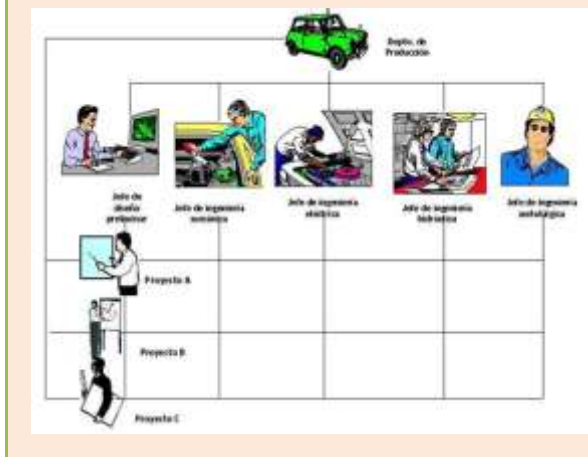 Depto. de
Producción
Jefe de
diseño
preliminar
Jefe de ingeniería
mecánica
Jefe de ingeniería
eléctrica
Jefe de ingeniería
hidráulica
Jefe de ingeniería
metalúrgica
Proyecto A
Proyecto B
Proyecto C